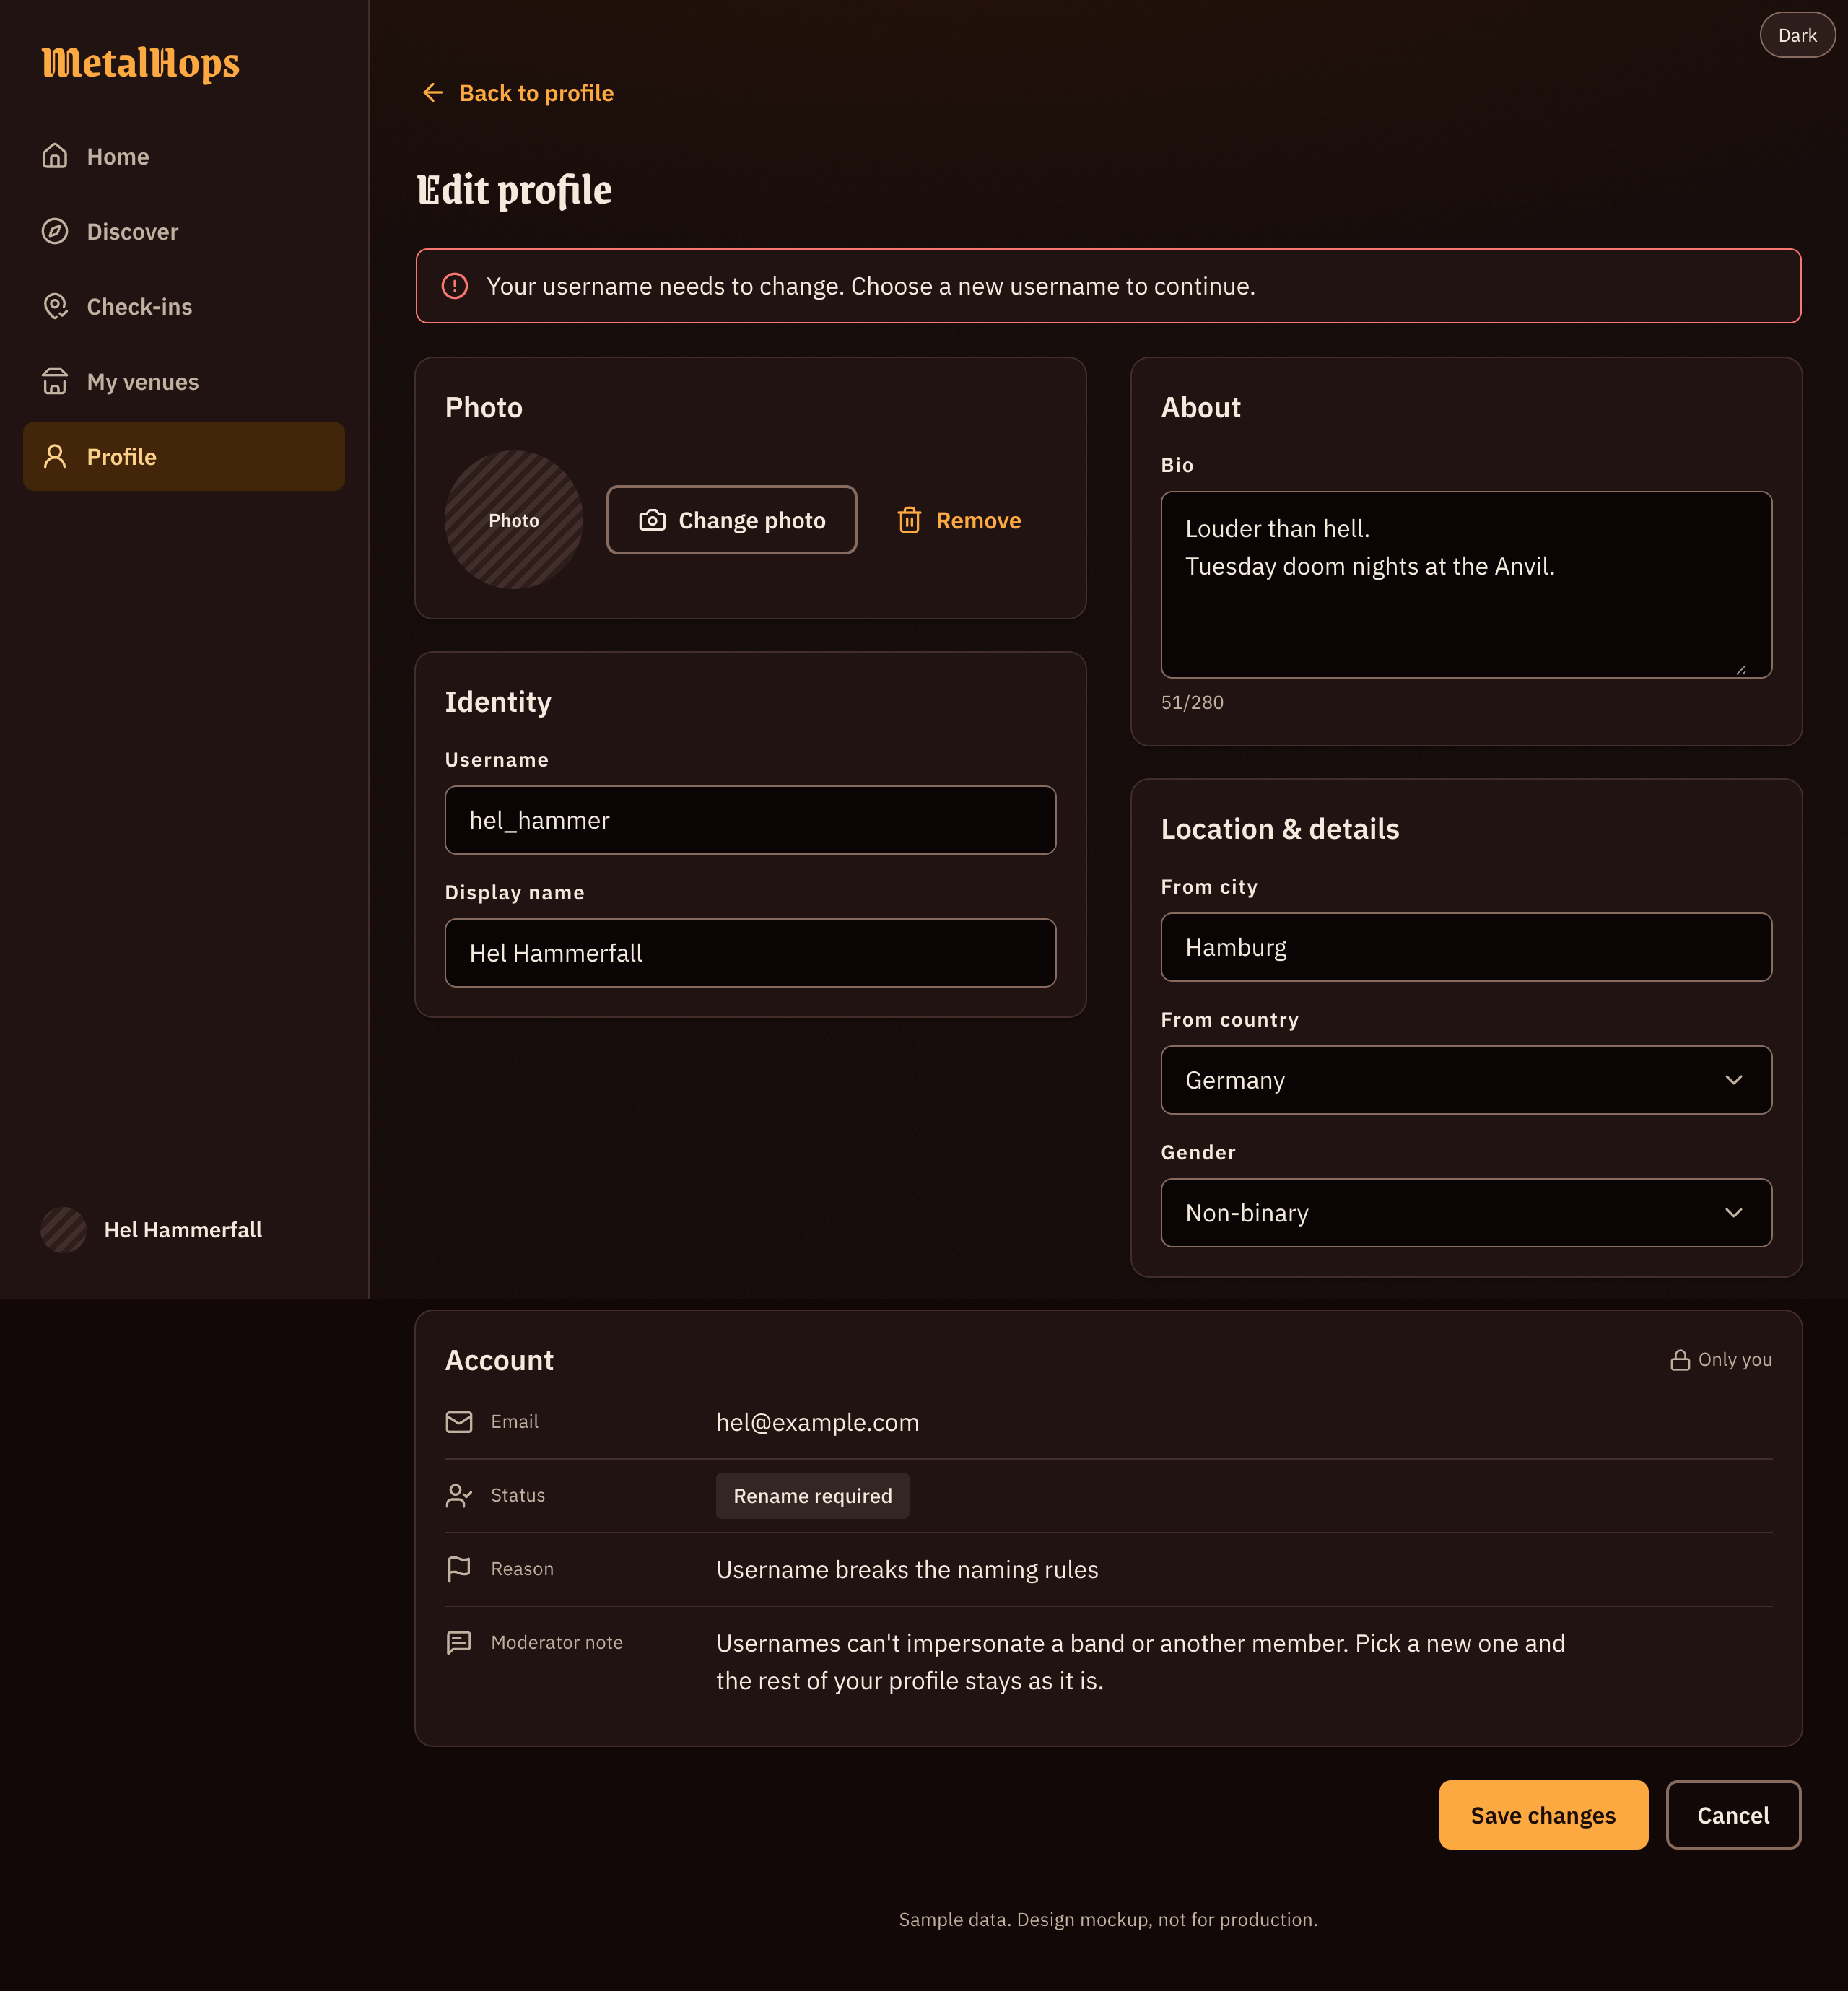 MetalHops
Home
Discover
Check-ins
My venues
Profile
Hel Hammerfall
Dark
Back to profile
Edit profile
Your username needs to change. Choose a new username to continue.
Photo
Photo
Change photo
Remove
Identity
Username
hel_hammer
Display name
Hel Hammerfall
About
Bio
Louder than hell.
Tuesday doom nights at the Anvil.
51/280
Location & details
From city
Hamburg
From country
Germany
Gender
Non-binary
Account
Only you
Email
hel@example.com
Status
Rename required
Reason
Username breaks the naming rules
Moderator note
Usernames can't impersonate a band or another member. Pick a new one and
the rest of your profile stays as it is.
Save changes
Cancel
Sample data. Design mockup, not for production.